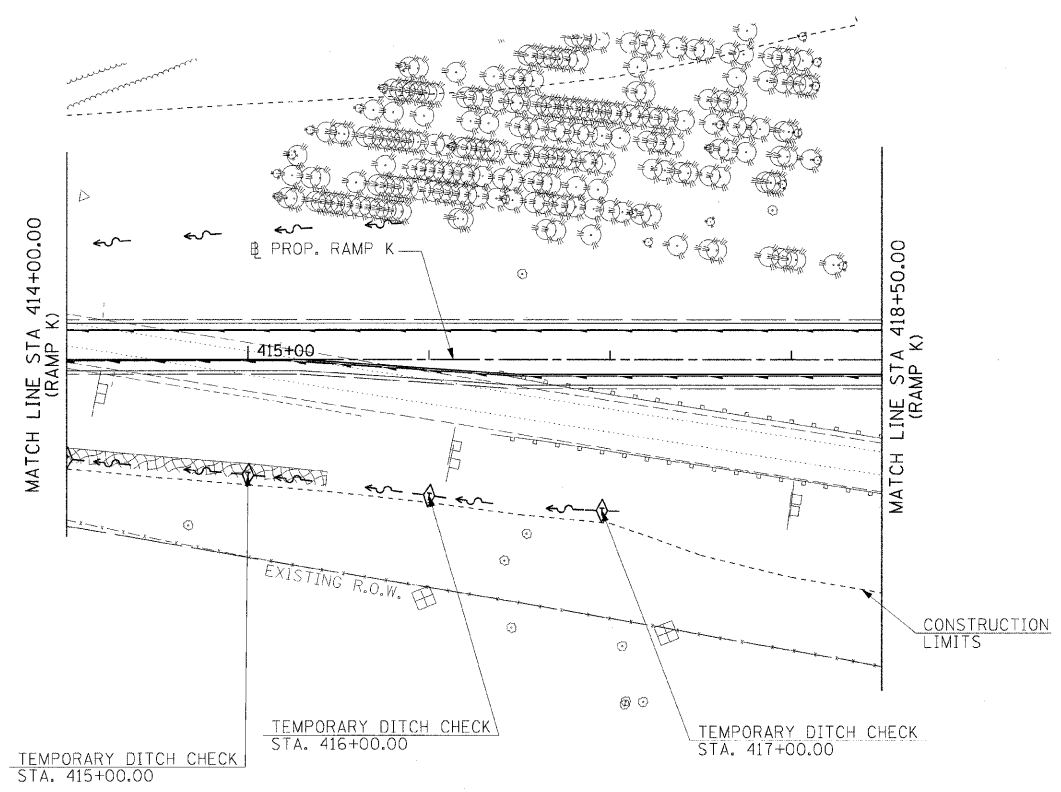 MATCH LINE STA 414+00.00
(RAMP K)
℄ PROP. RAMP K
415+00
MATCH LINE STA 418+50.00
(RAMP K)
EXISTING R.O.W.
CONSTRUCTION
LIMITS
TEMPORARY DITCH CHECK
STA. 415+00.00
TEMPORARY DITCH CHECK
STA. 416+00.00
TEMPORARY DITCH CHECK
STA. 417+00.00